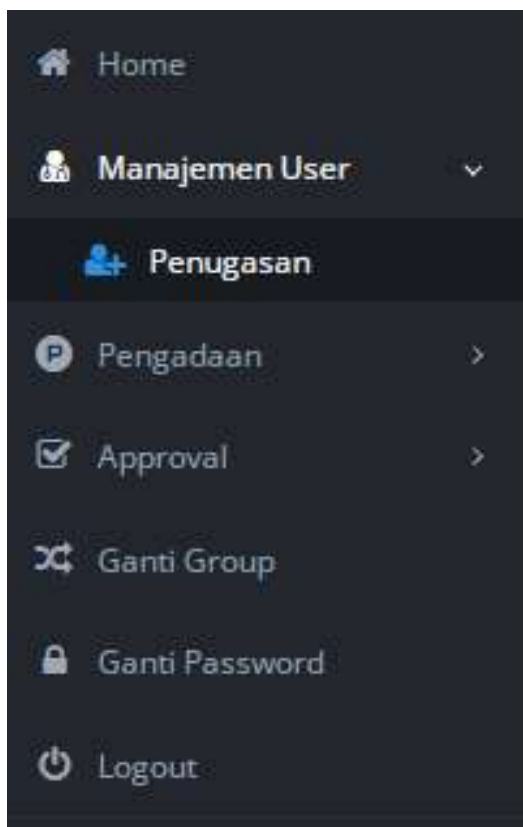 Home
Manajemen User
Penugasan
Pengadaan
Approval
Ganti Group
Ganti Password
Logout